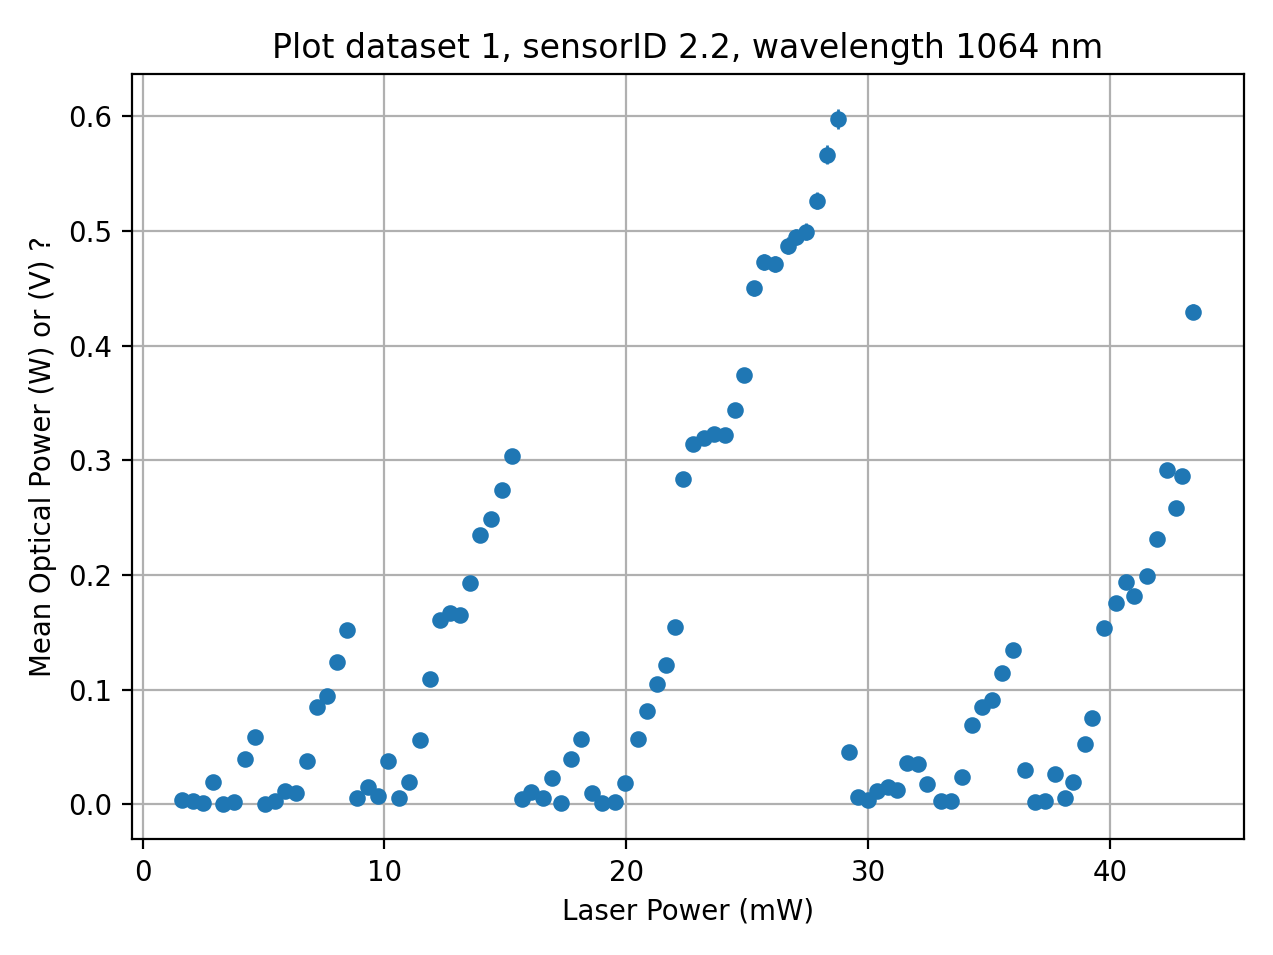 Plot dataset 1, sensorID 2.2, wavelength 1064 nm
Mean Optical Power (W) or (V) ?
0.6
0.5
0.4
0.3
0.2
0.1
0.0
0 10 20 30 40
Laser Power (mW)